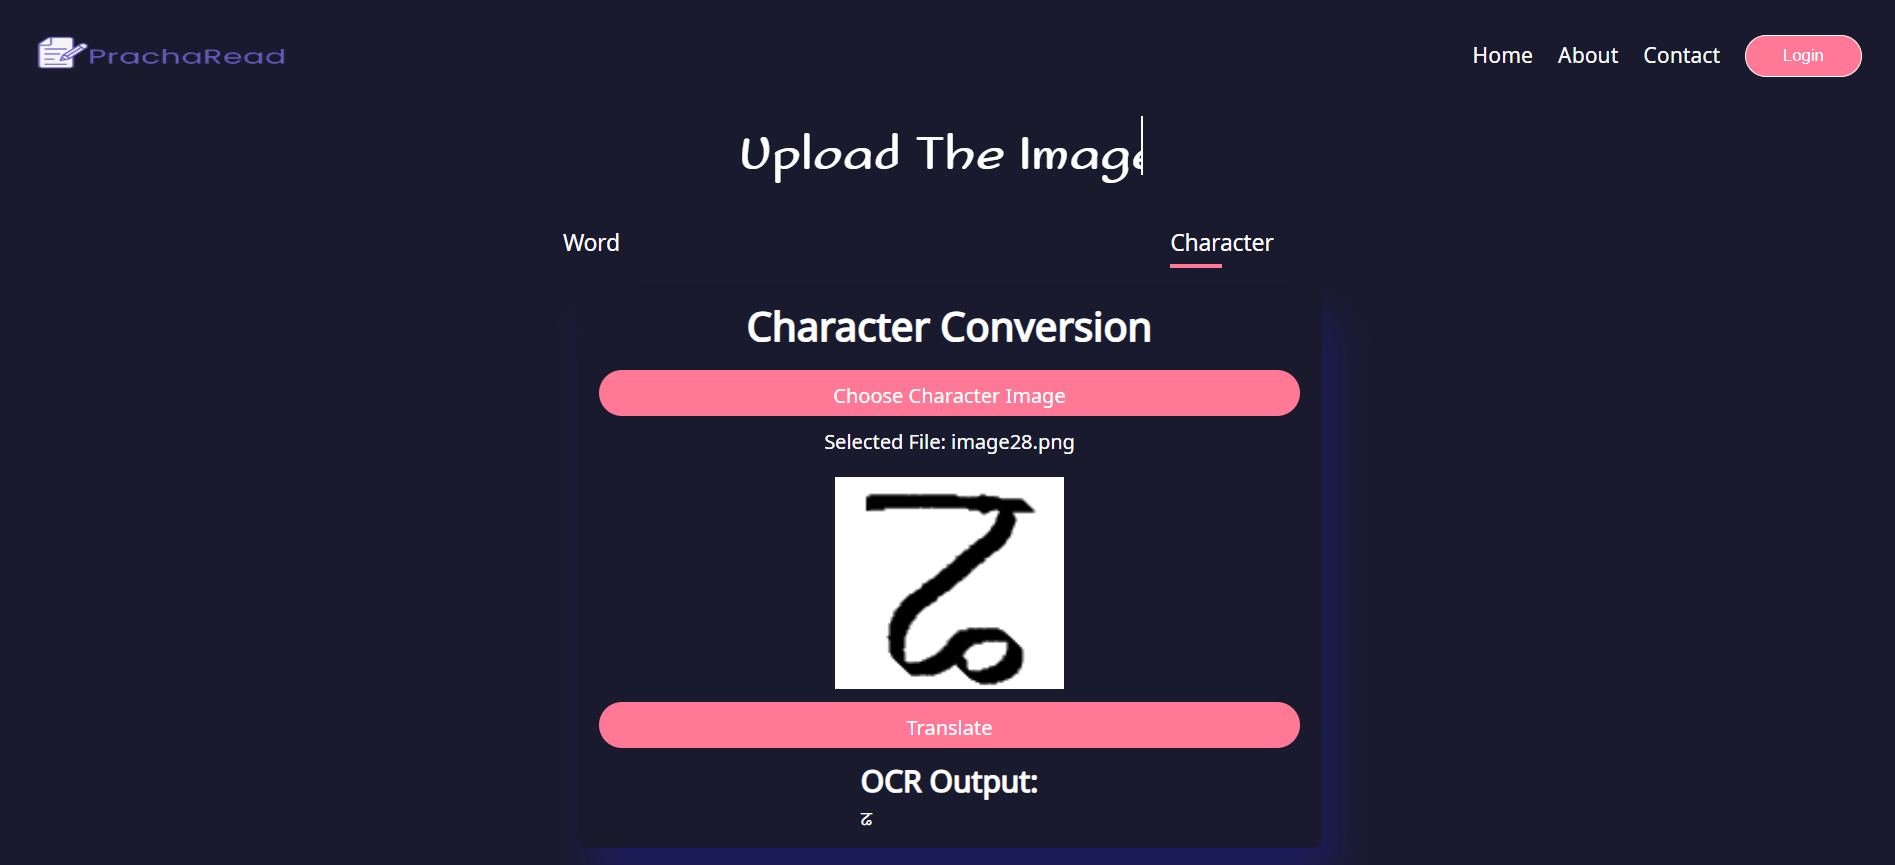 PrachaRead
Home About Contact Login
Upload The Image
Word Character
Character Conversion
Choose Character Image
Selected File: image28.png
Translate
OCR Output: